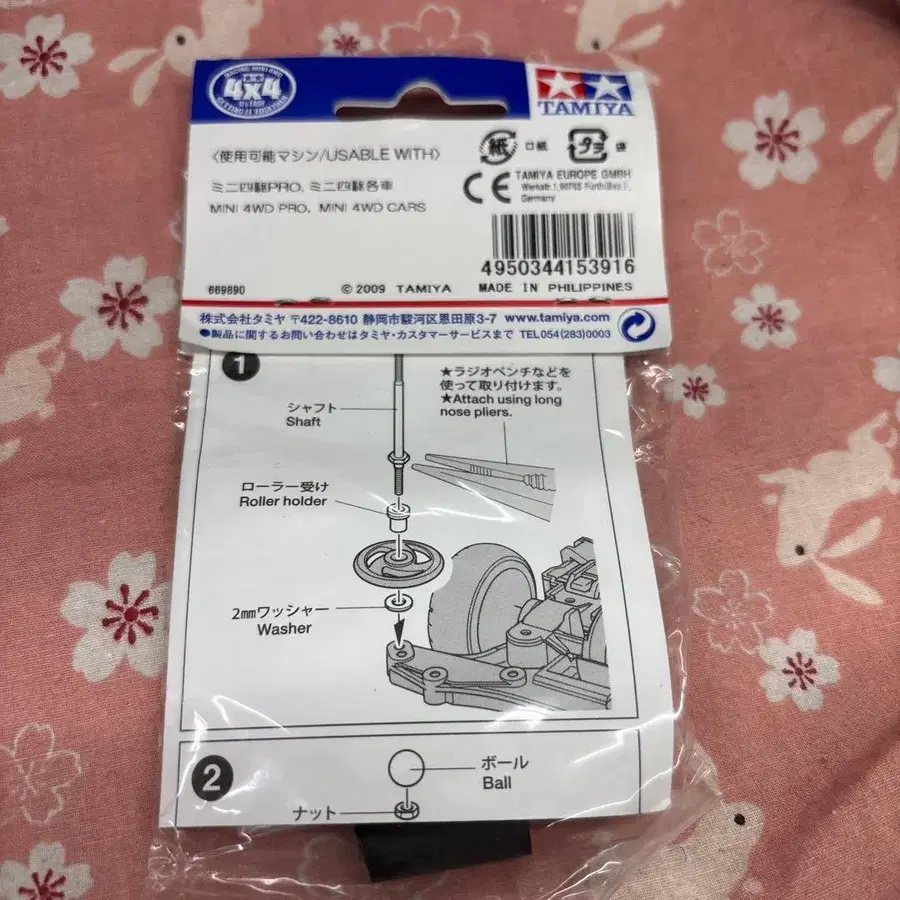 RACING MINI 4WD
4x4
TAMIYA
〈使用可能マシン/USABLE WITH〉
ミニ四駆PRO、ミニ四駆各車
MINI 4WD PRO, MINI 4WD CARS
紙
口紙
プラ
袋
CE
TAMIYA EUROPE GMBH
Germany
4950344153916
669890
© 2009 TAMIYA
MADE IN PHILIPPINES
株式会社タミヤ 〒422-8610 静岡市駿河区恩田原3-7 www.tamiya.com
●製品に関するお問い合わせはタミヤ・カスタマーサービスまで TEL054(283)0003
1
シャフト
Shaft
★ラジオペンチなどを
使って取り付けます。
★Attach using long
nose pliers.
ローラー受け
Roller holder
2mmワッシャー
Washer
2
ボール
Ball
ナット